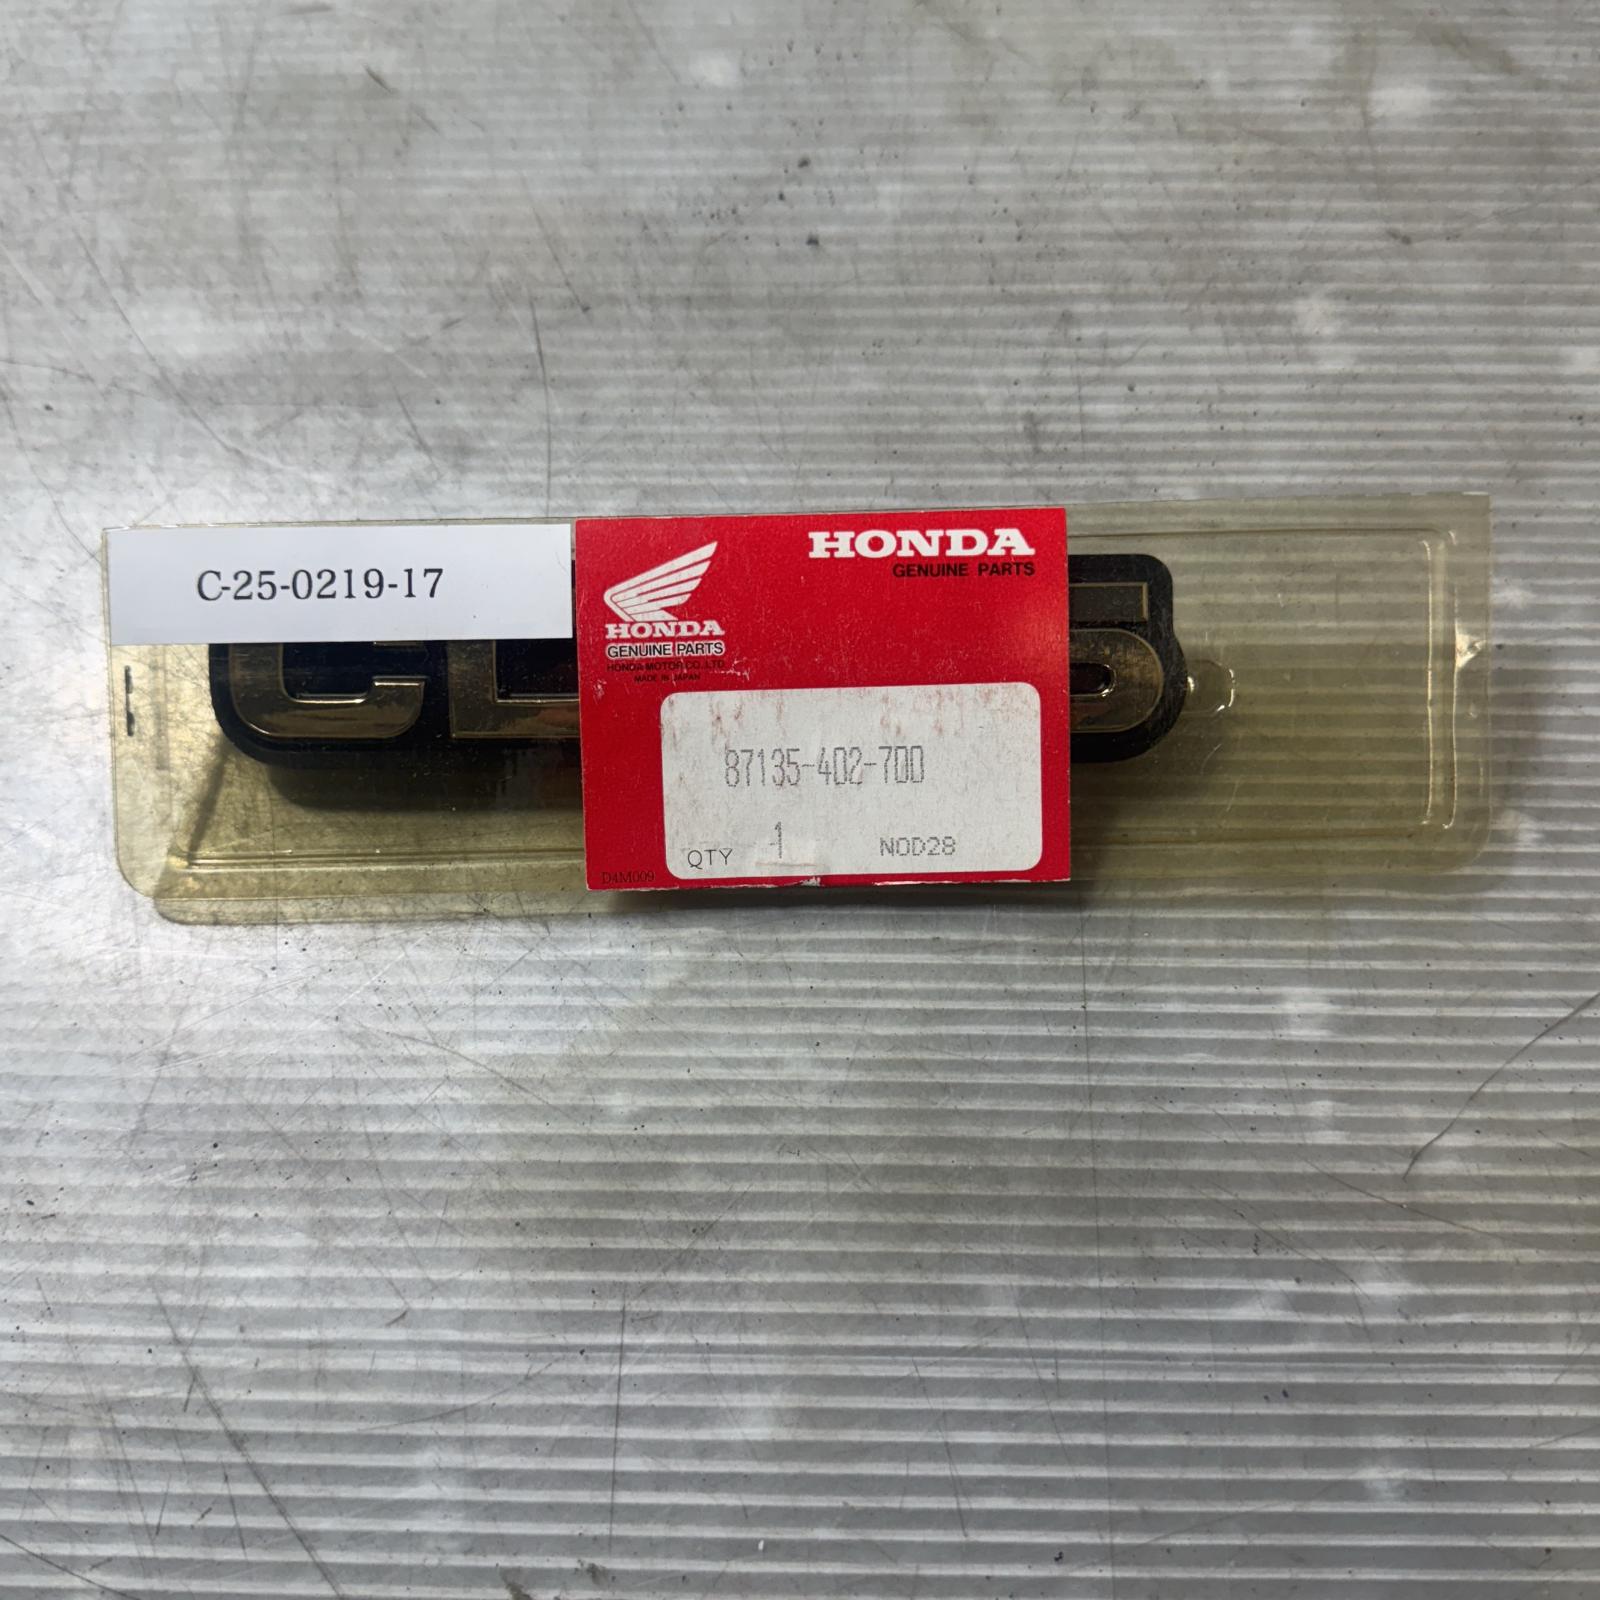 C-25-0219-17
HONDA
GENUINE PARTS
HONDA
GENUINE PARTS
HONDA MOTOR CO., LTD.
MADE IN JAPAN
87135-402-700
QTY 1 NOD28
D4M009